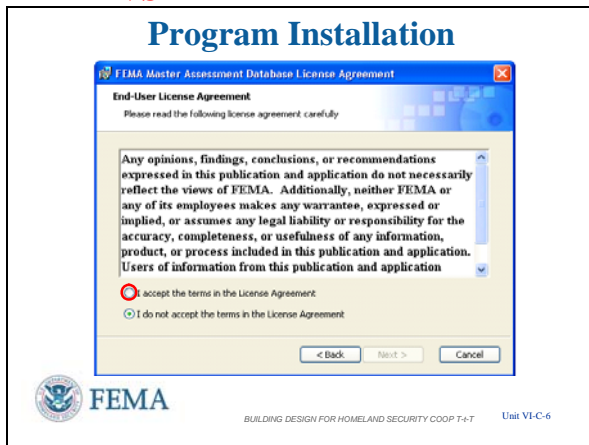 Program Installation
FEMA Master Assessment Database License Agreement
End-User License Agreement
Please read the following license agreement carefully
Any opinions, findings, conclusions, or recommendations
expressed in this publication and application do not necessarily
reflect the views of FEMA. Additionally, neither FEMA or
any of its employees makes any warrantee, expressed or
implied, or assumes any legal liability or responsibility for the
accuracy, completeness, or usefulness of any information,
product, or process included in this publication and application.
Users of information from this publication and application
I accept the terms in the License Agreement
I do not accept the terms in the License Agreement
< Back Next > Cancel
FEMA
BUILDING DESIGN FOR HOMELAND SECURITY COOP T-t-T Unit VI-C-6